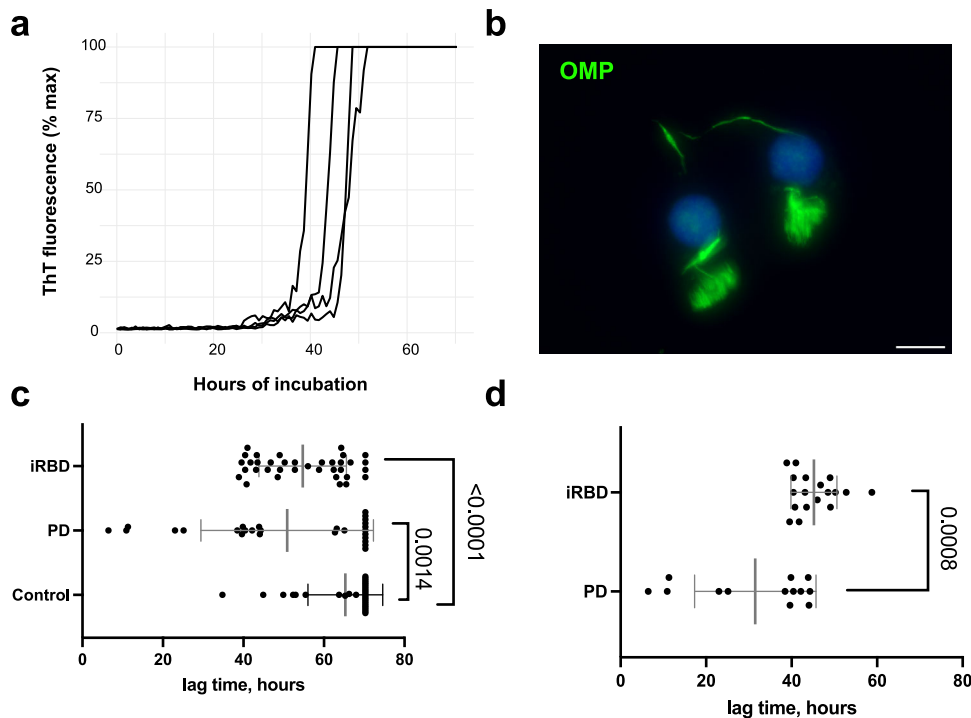 a
ThT fluorescence (% max)
100
75
50
25
0
0 20 40 60
Hours of incubation
b
OMP
c
iRBD
PD
Control
<0.0001
0.0014
0 20 40 60 80
lag time, hours
d
iRBD
PD
0.0008
0 20 40 60 80
lag time, hours